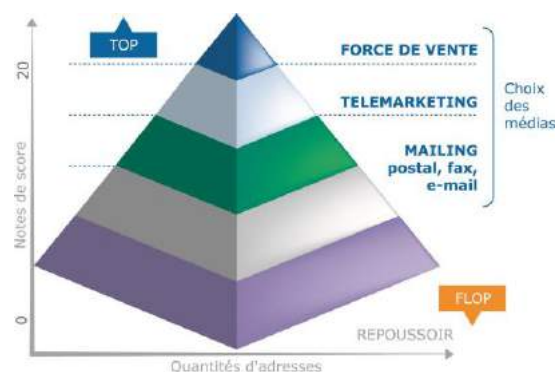 TOP
FORCE DE VENTE
20
TELEMARKETING
Choix
des
médias
MAILING
postal, fax,
e-mail
Notes de score
FLOP
0
REPOUSSOIR
Quantités d'adresses